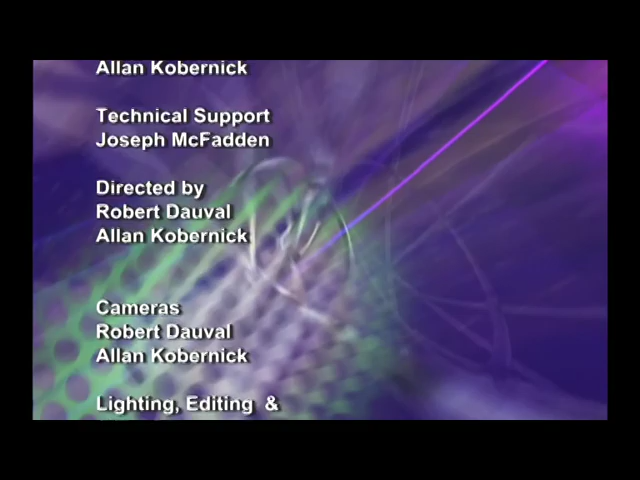 Allan Kobernick
Technical Support
Joseph McFadden
Directed by
Robert Dauval
Allan Kobernick
Cameras
Robert Dauval
Allan Kobernick
Lighting, Editing &